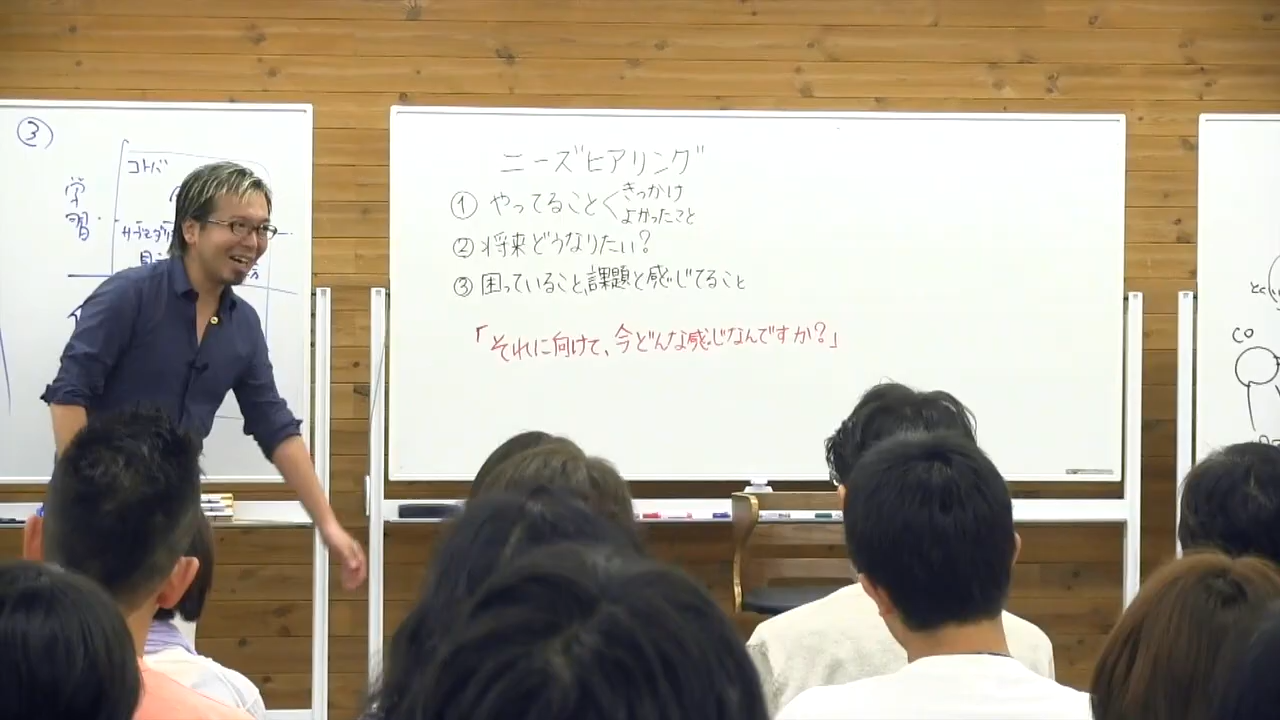 ③
学習
コトバ
ニーズヒアリング
① やってること＜きっかけ
よかったこと
② 将来どうなりたい?
③ 困っていること、課題と感じてること
「それに向けて、今どんな感じなんですか?」
CO